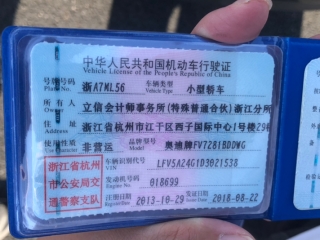 中华人民共和国机动车行驶证
Vehicle License of the People's Republic of China
号牌号码 浙A7ML56 车辆类型 小型轿车
Plate No. Vehicle Type
所有人 立信会计师事务所(特殊普通合伙)浙江分所
Owner
住址 浙江省杭州市江干区西子国际中心1号楼29
Address
使用性质 非营运 品牌型号 奥迪牌FV7281BDDWG
Use Character Model
浙江省杭州 车辆识别代号 LFV5A24G1D3021538
VIN
市公安局交 发动机号码 018699
Engine No.
通警察支队 注册日期 2013-10-29 发证日期 2018-08-22
Register Date Issue Date